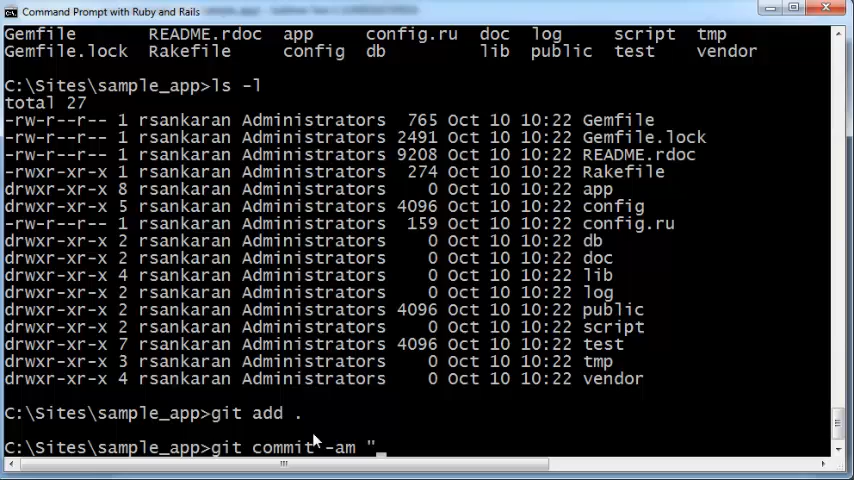 Command Prompt with Ruby and Rails
Gemfile README.rdoc app config.ru doc log script tmp
Gemfile.lock Rakefile config db lib public test vendor
C:\Sites\sample_app>ls -l
total 27
-rw-r--r-- 1 rsankaran Administrators 765 Oct 10 10:22 Gemfile
-rw-r--r-- 1 rsankaran Administrators 2491 Oct 10 10:22 Gemfile.lock
-rw-r--r-- 1 rsankaran Administrators 9208 Oct 10 10:22 README.rdoc
-rwxr-xr-x 1 rsankaran Administrators 274 Oct 10 10:22 Rakefile
drwxr-xr-x 8 rsankaran Administrators 0 Oct 10 10:22 app
drwxr-xr-x 5 rsankaran Administrators 4096 Oct 10 10:22 config
-rw-r--r-- 1 rsankaran Administrators 159 Oct 10 10:22 config.ru
drwxr-xr-x 2 rsankaran Administrators 0 Oct 10 10:22 db
drwxr-xr-x 2 rsankaran Administrators 0 Oct 10 10:22 doc
drwxr-xr-x 4 rsankaran Administrators 0 Oct 10 10:22 lib
drwxr-xr-x 2 rsankaran Administrators 0 Oct 10 10:22 log
drwxr-xr-x 2 rsankaran Administrators 4096 Oct 10 10:22 public
drwxr-xr-x 2 rsankaran Administrators 0 Oct 10 10:22 script
drwxr-xr-x 7 rsankaran Administrators 4096 Oct 10 10:22 test
drwxr-xr-x 3 rsankaran Administrators 0 Oct 10 10:22 tmp
drwxr-xr-x 4 rsankaran Administrators 0 Oct 10 10:22 vendor
C:\Sites\sample_app>git add .
C:\Sites\sample_app>git commit -am "_